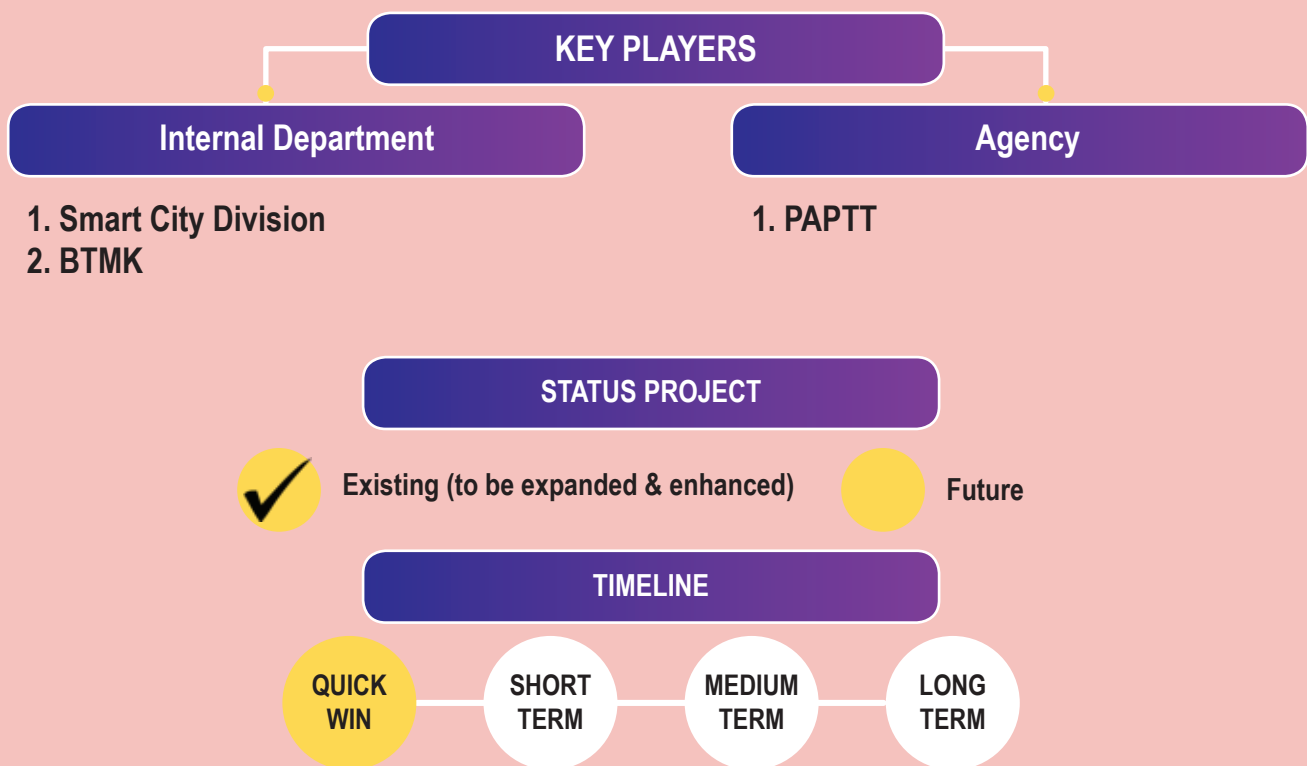 KEY PLAYERS
Internal Department
1. Smart City Division
2. BTMK
Agency
1. PAPTT
STATUS PROJECT
Existing (to be expanded & enhanced)
Future
TIMELINE
QUICK
WIN
SHORT
TERM
MEDIUM
TERM
LONG
TERM